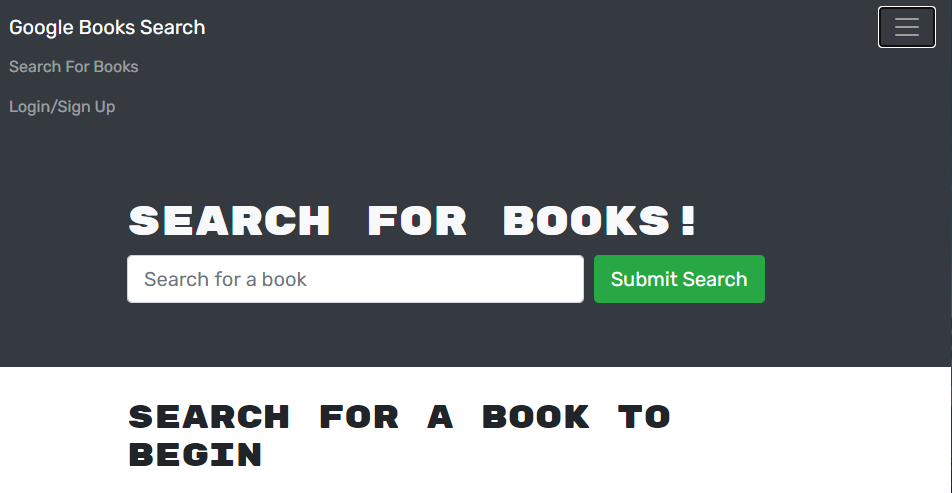 Google Books Search
Search For Books
Login/Sign Up
SEARCH FOR BOOKS!
Search for a book
Submit Search
SEARCH FOR A BOOK TO
BEGIN